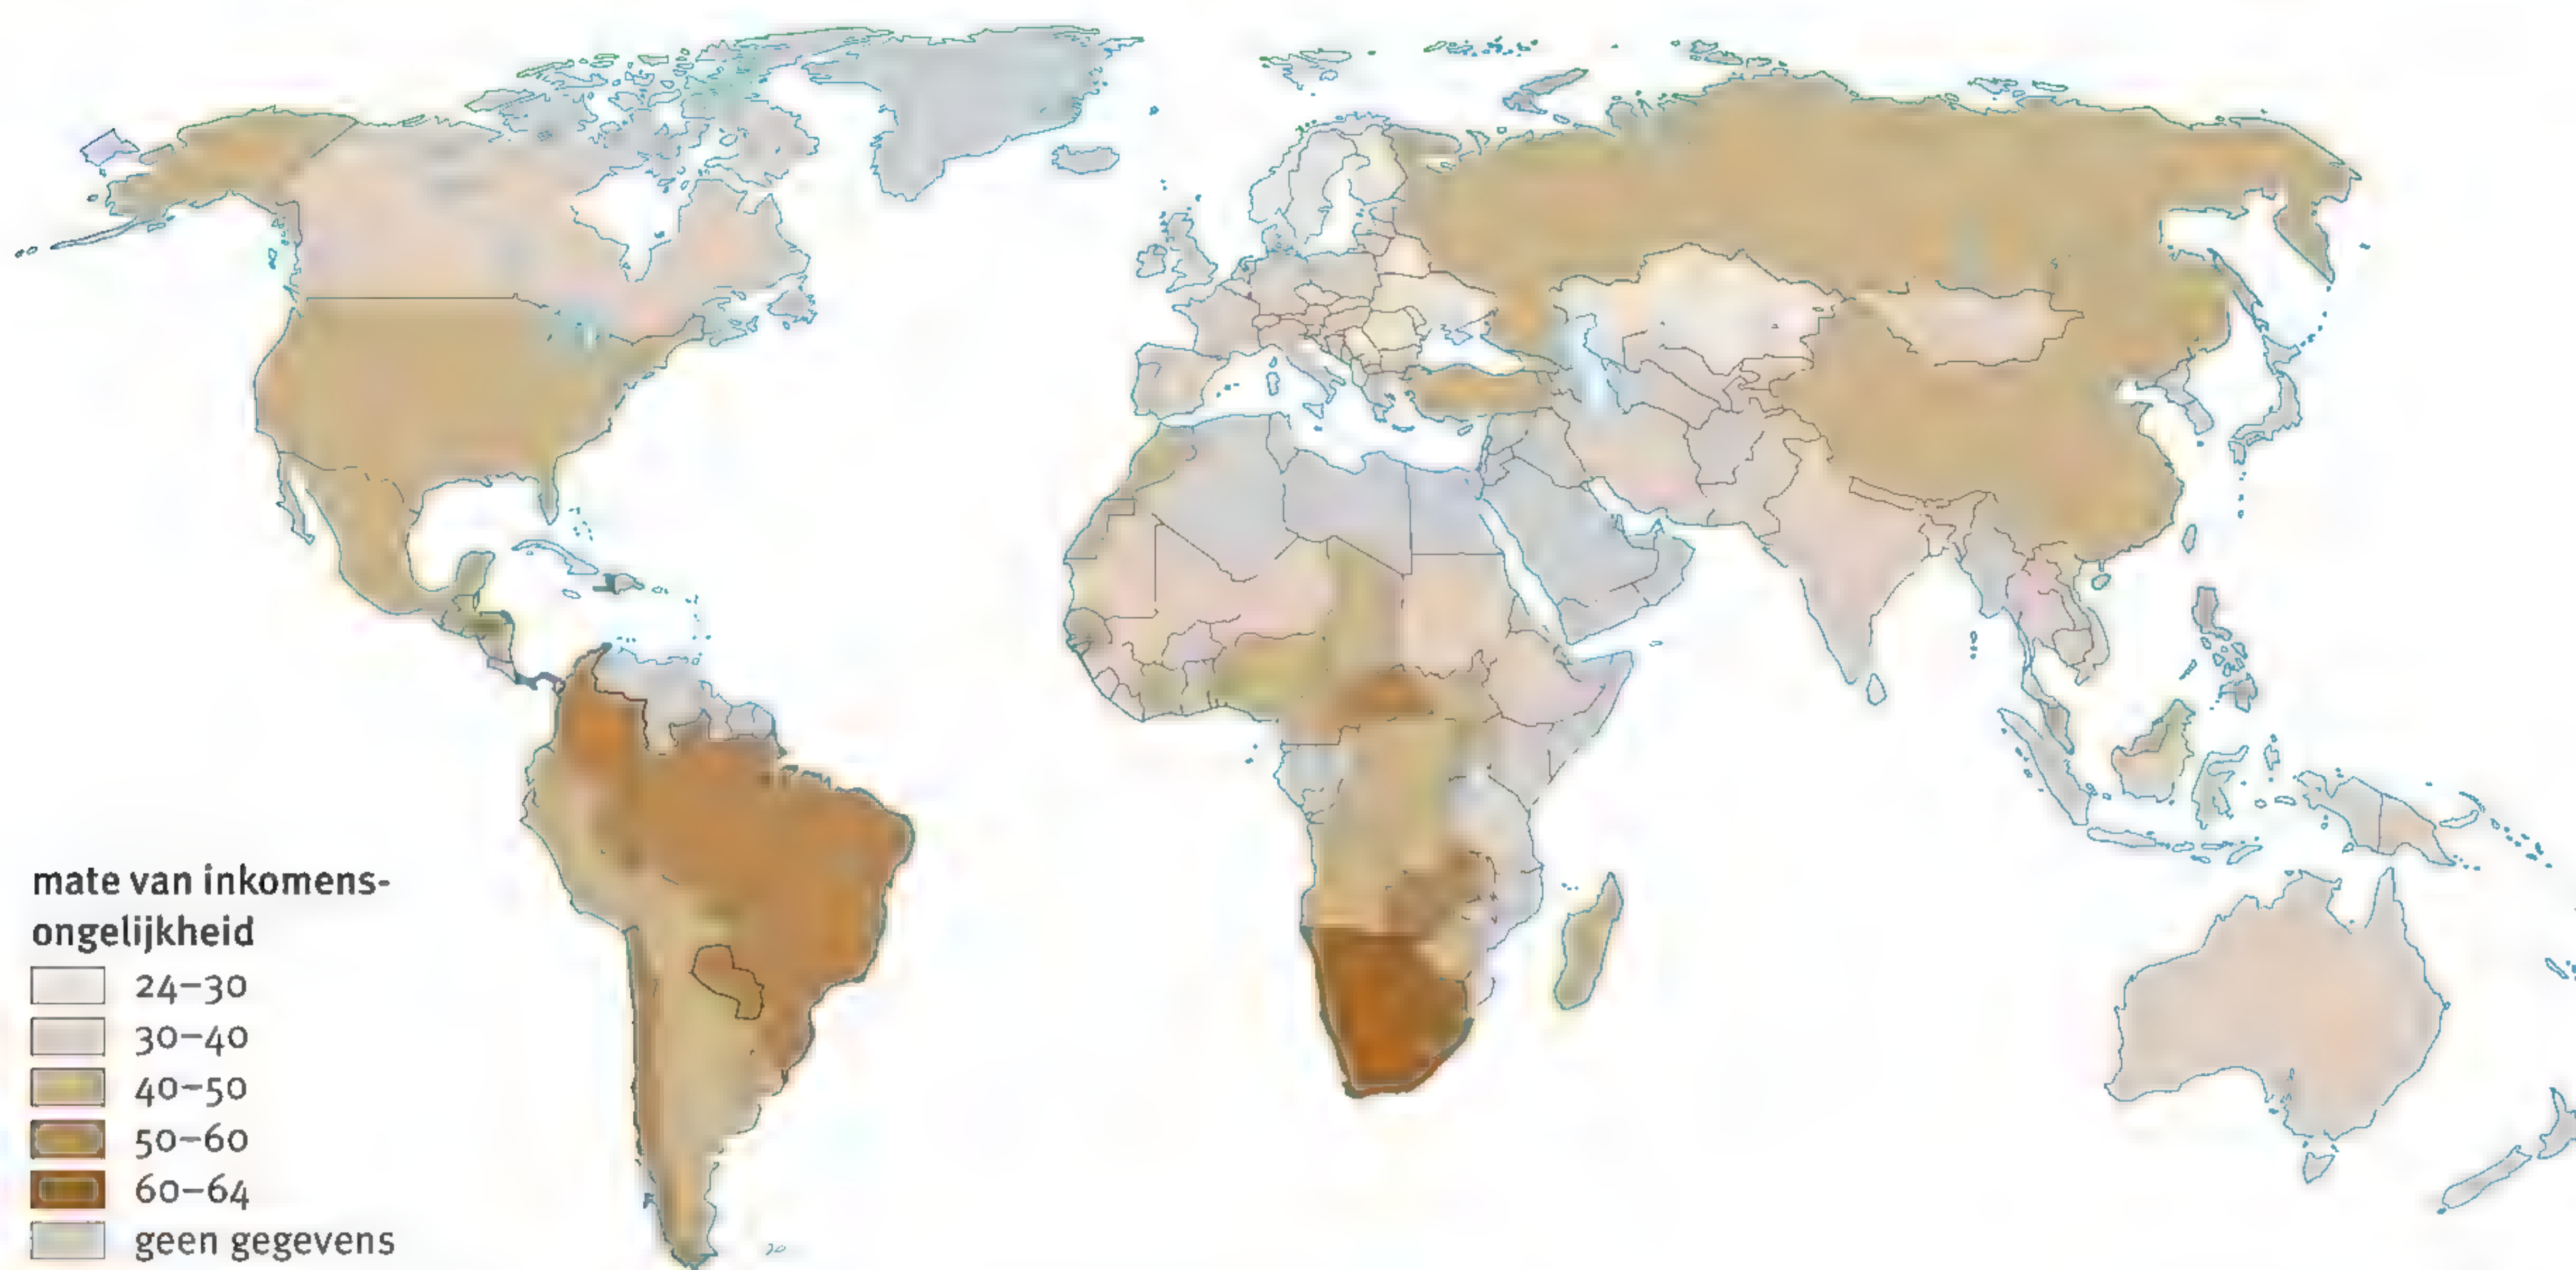 mate van inkomens-
ongelijkheid
24–30
30–40
40–50
50–60
60–64
geen gegevens